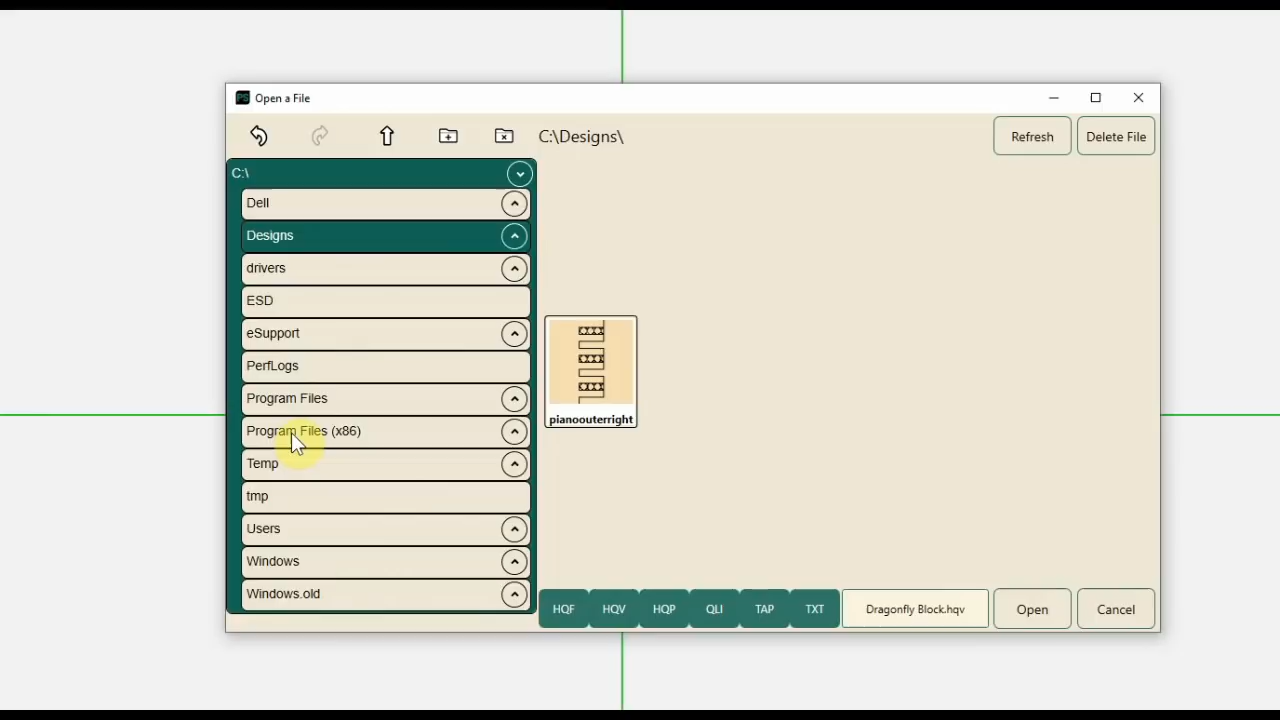 PS Open a File
C:\Designs\
Refresh
Delete File
C:\
Dell
Designs
drivers
ESD
eSupport
PerfLogs
Program Files
Program Files (x86)
Temp
tmp
Users
Windows
Windows.old
pianoouterright
HQF HQV HQP QLI TAP TXT
Dragonfly Block.hqv
Open
Cancel